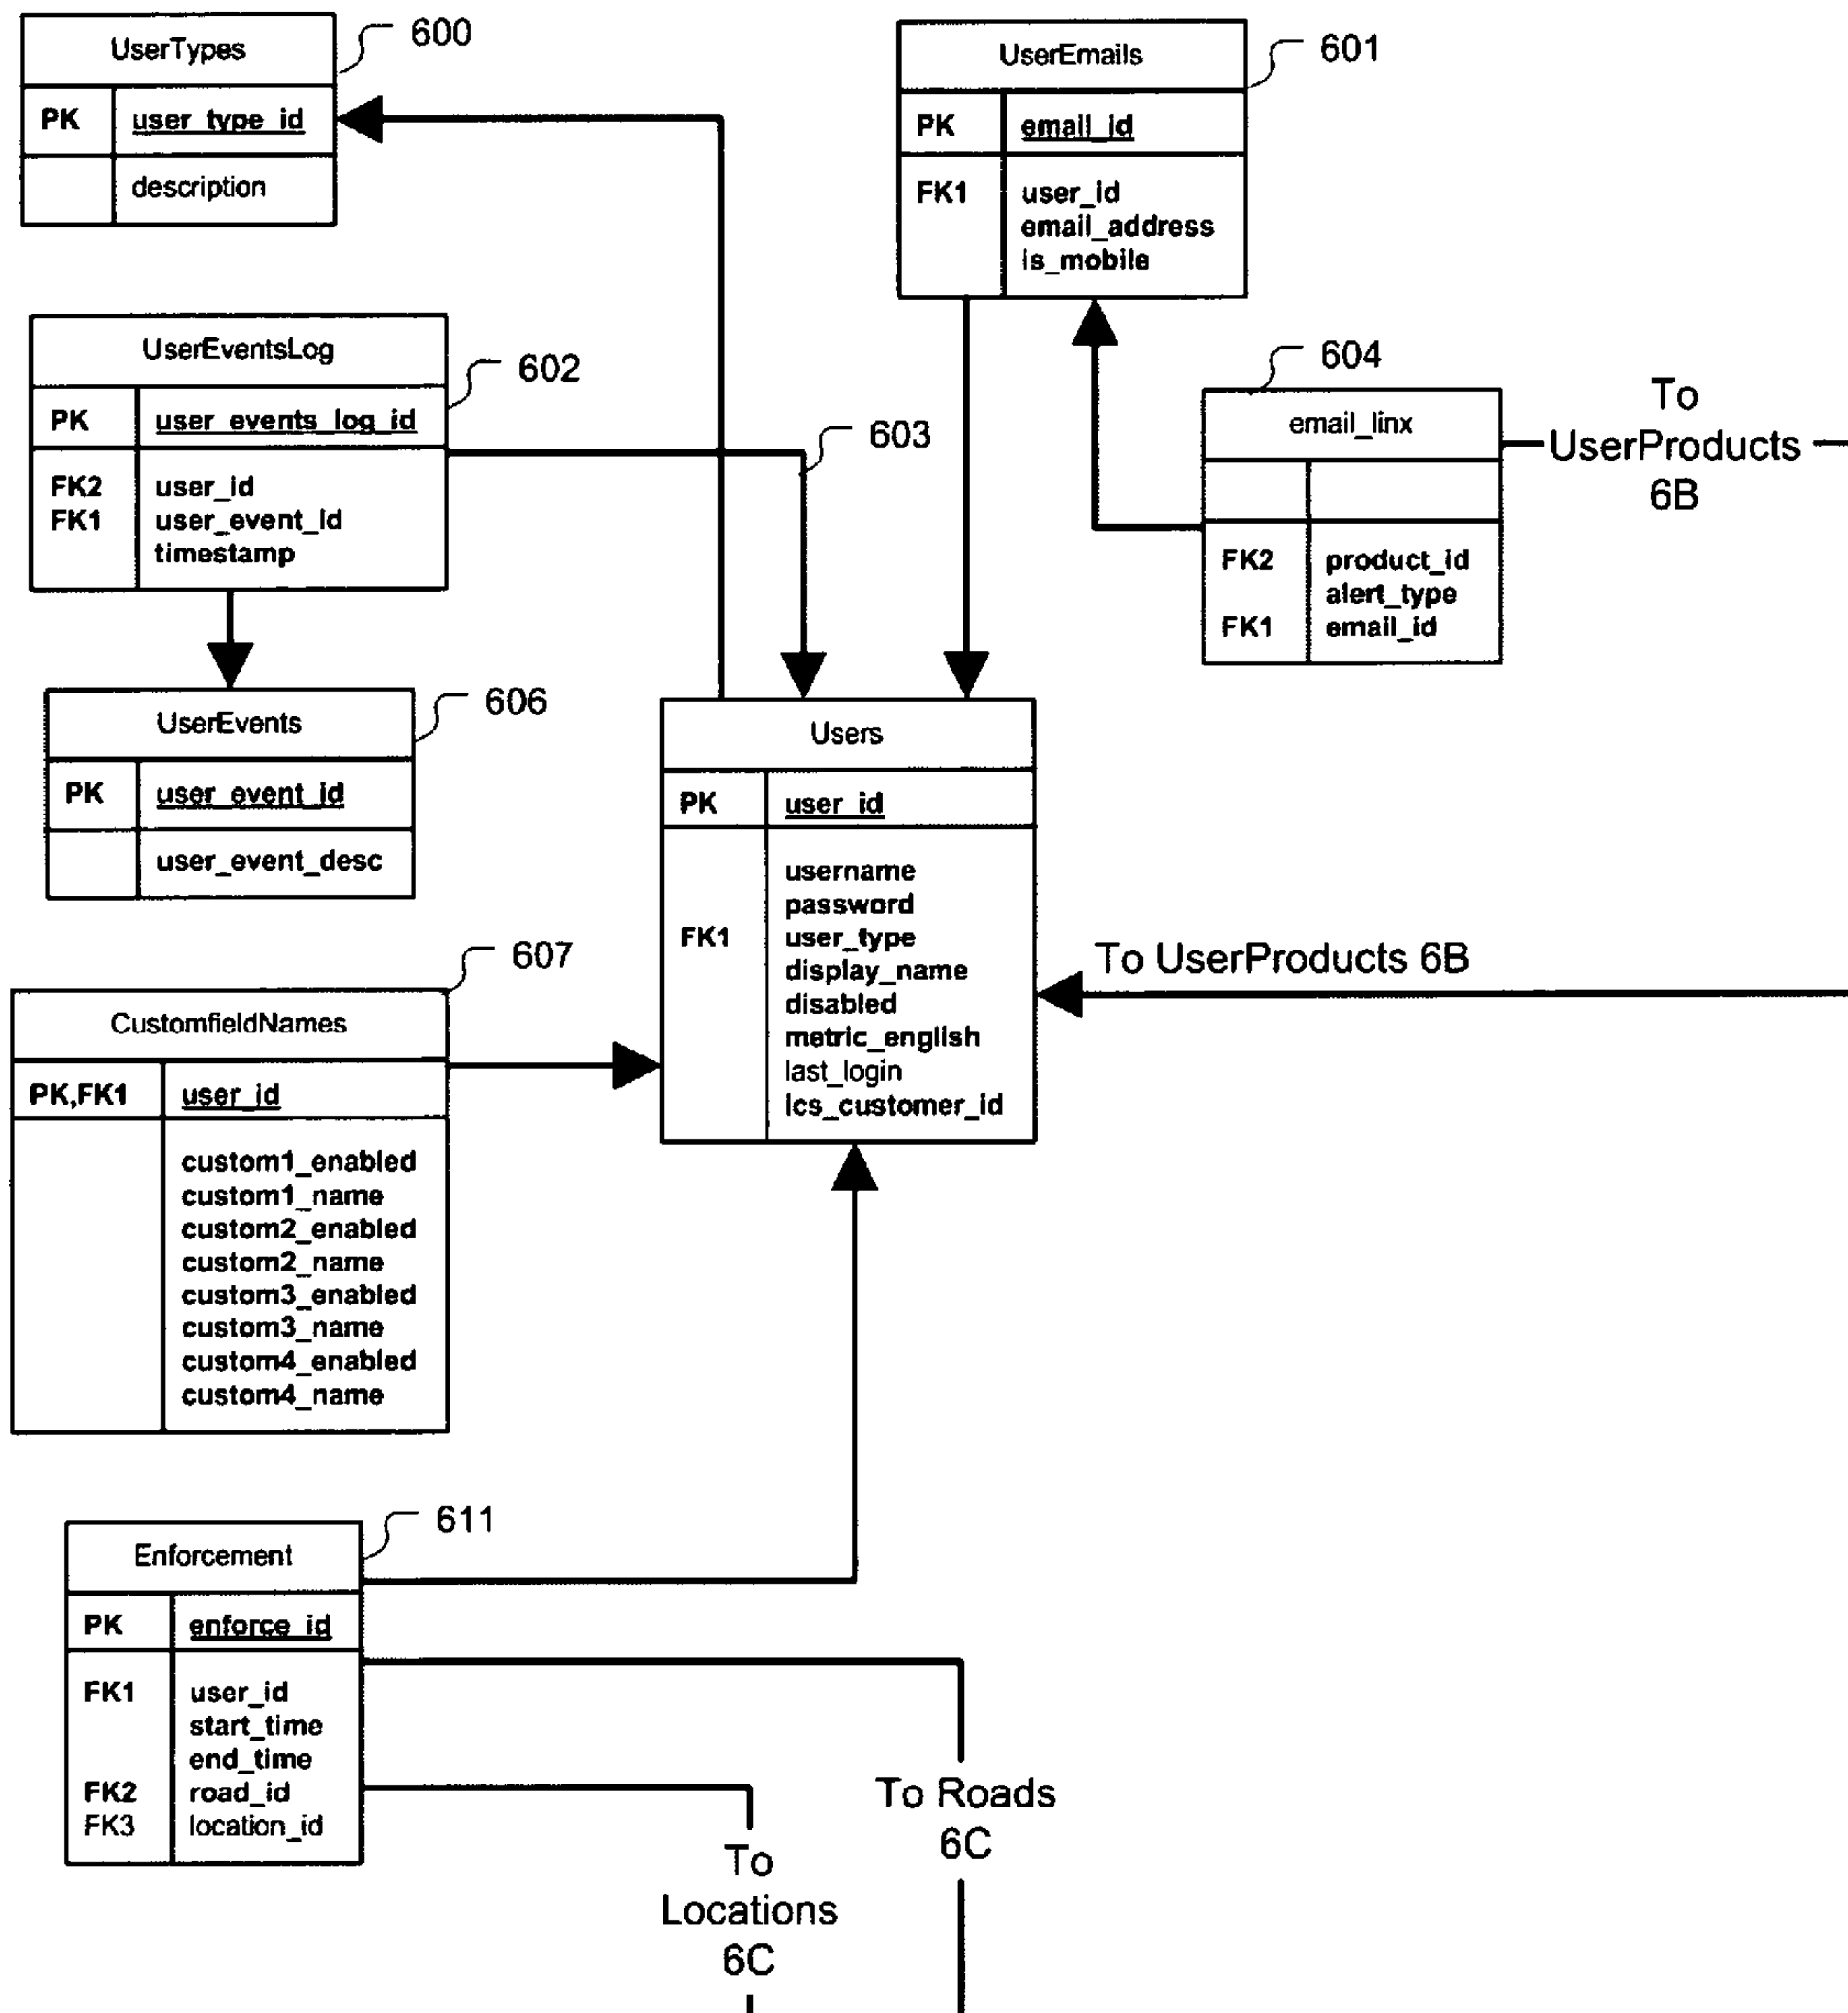 UserTypes
600
PK user_type_id
description
UserEmails
601
PK email_id
FK1 user_id
email_address
is_mobile
UserEventsLog
602
PK user_events_log_id
FK2 user_id
FK1 user_event_id
timestamp
603
604
email_linx
FK2 product_id
alert_type
FK1 email_id
To
UserProducts
6B
UserEvents
606
PK user_event_id
user_event_desc
Users
PK user_id
username
password
FK1 user_type
display_name
disabled
metric_english
last_login
ics_customer_id
To UserProducts 6B
607
CustomfieldNames
PK,FK1 user_id
custom1_enabled
custom1_name
custom2_enabled
custom2_name
custom3_enabled
custom3_name
custom4_enabled
custom4_name
611
Enforcement
PK enforce_id
FK1 user_id
start_time
end_time
FK2 road_id
FK3 location_id
To Roads
6C
To
Locations
6C